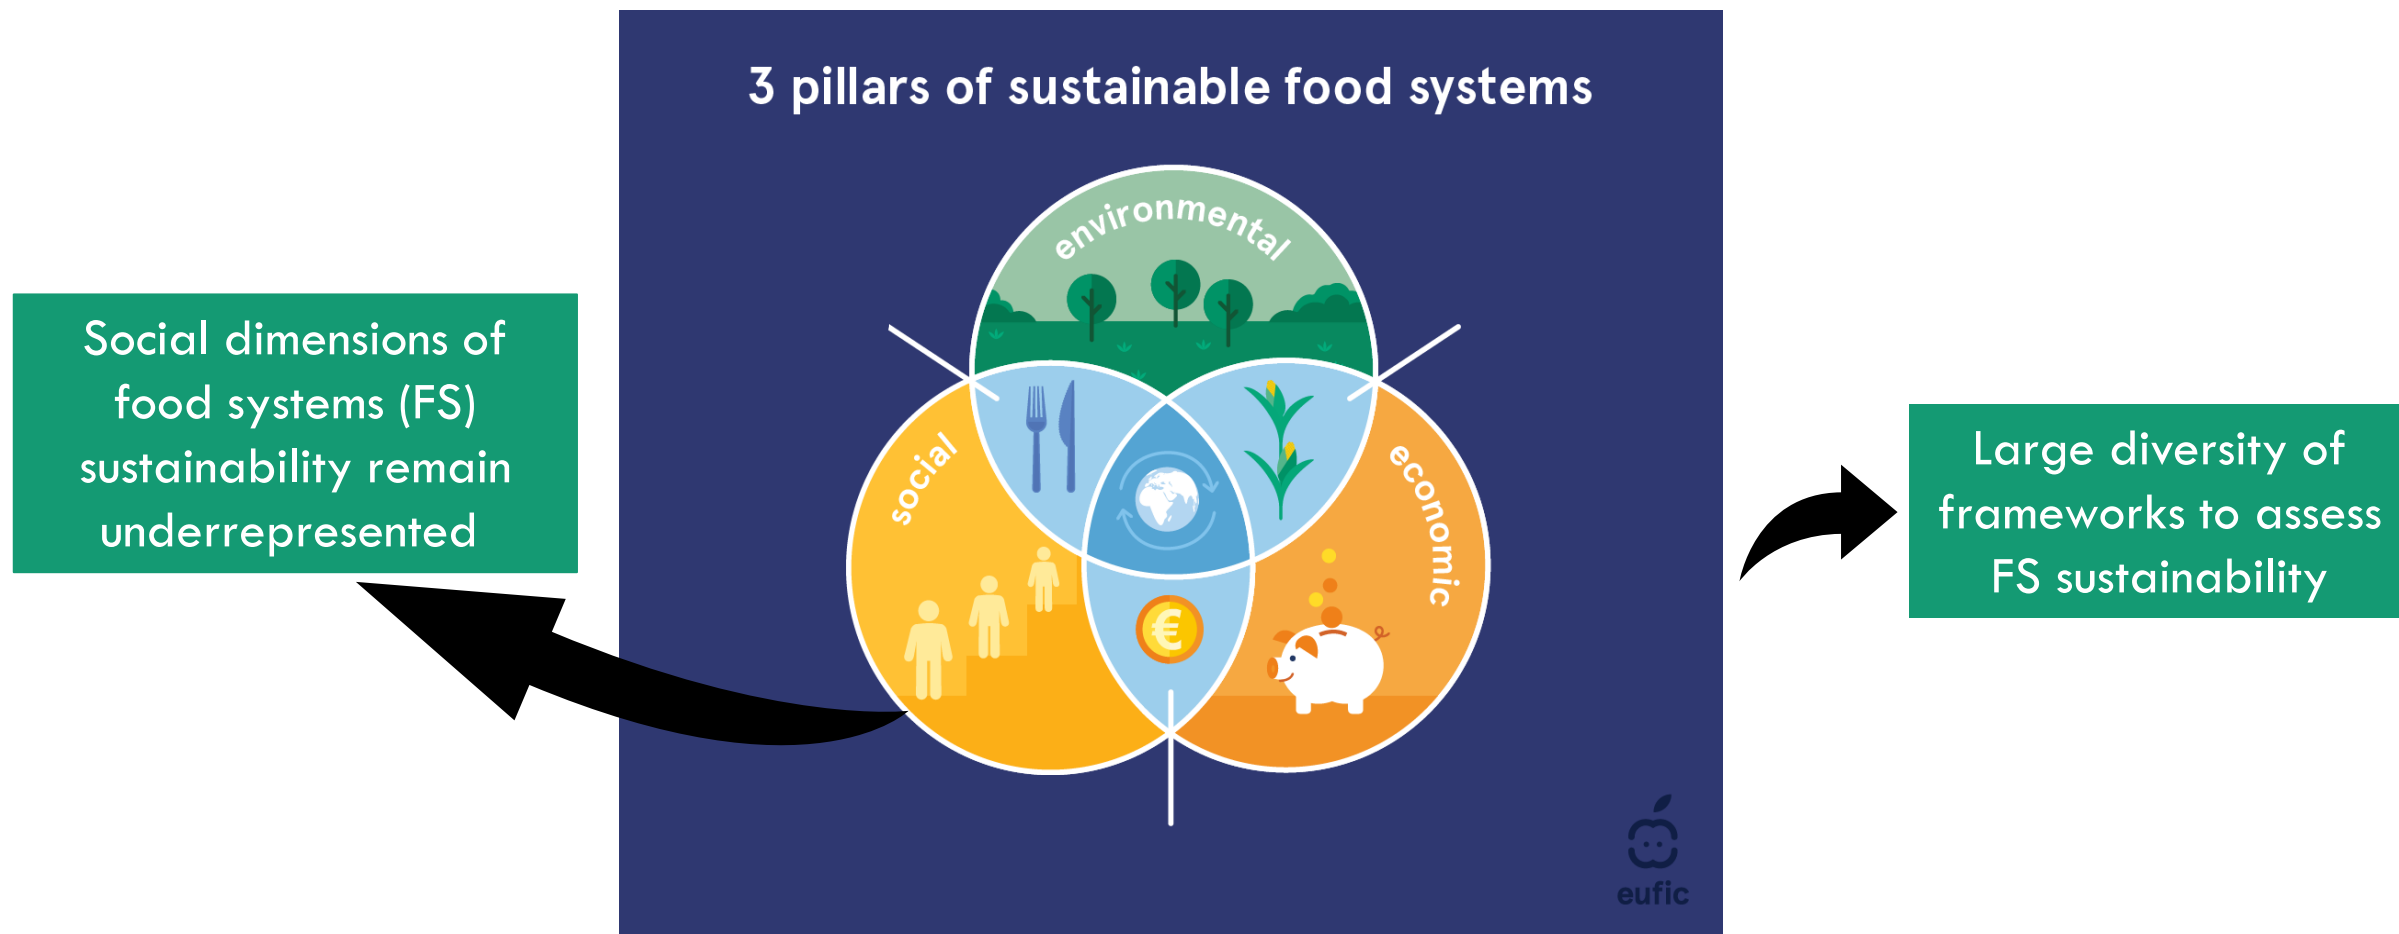 3 pillars of sustainable food systems
environmental
social
economic
€
Social dimensions of
food systems (FS)
sustainability remain
underrepresented
Large diversity of
frameworks to assess
FS sustainability
eufic